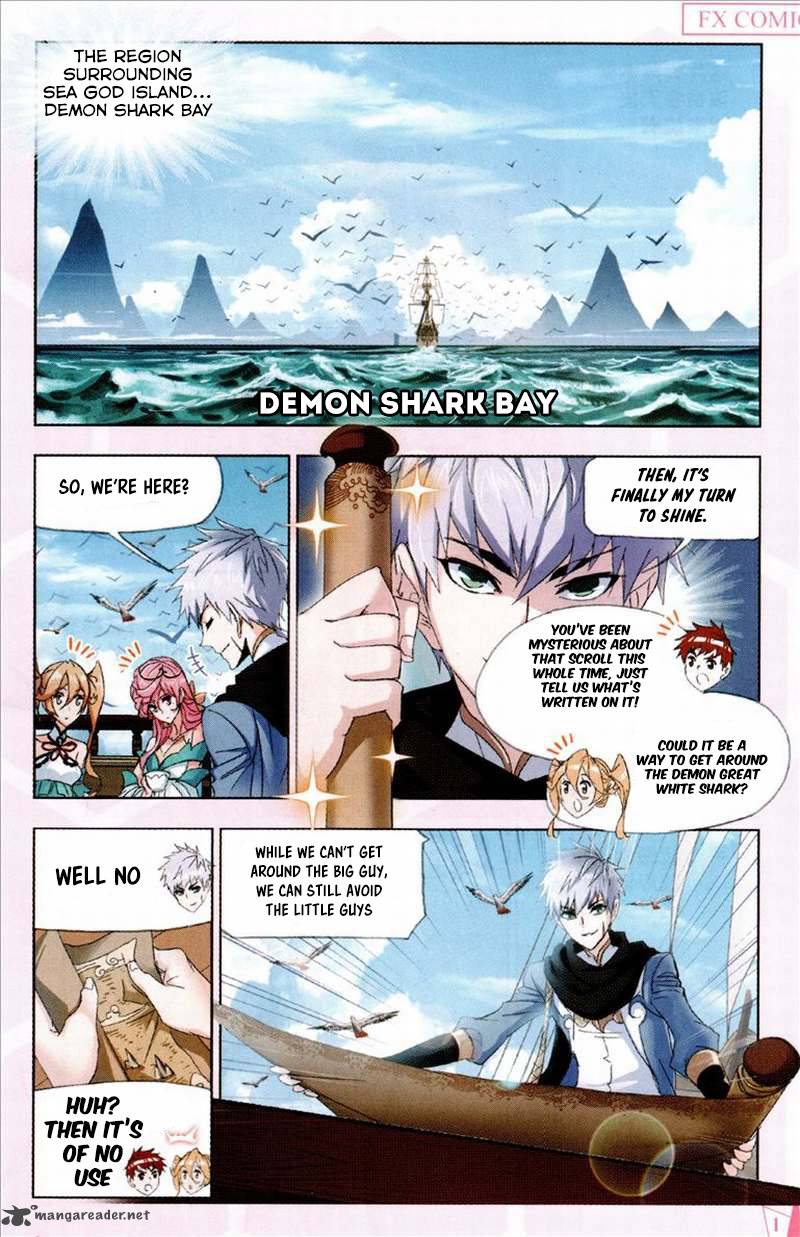 FX COMIC
THE REGION
SURROUNDING
SEA GOD ISLAND...
DEMON SHARK BAY
DEMON SHARK BAY
SO, WE'RE HERE?
THEN, IT'S
FINALLY MY TURN
TO SHINE.
YOU'VE BEEN
MYSTERIOUS ABOUT
THAT SCROLL THIS
WHOLE TIME, JUST
TELL US WHAT'S
WRITTEN ON IT!
COULD IT BE A
WAY TO GET AROUND
THE DEMON GREAT
WHITE SHARK?
WELL NO
WHILE WE CAN'T GET
AROUND THE BIG GUY,
WE CAN STILL AVOID
THE LITTLE GUYS
HUH?
THEN IT'S
OF NO
USE
mangareader.net
1